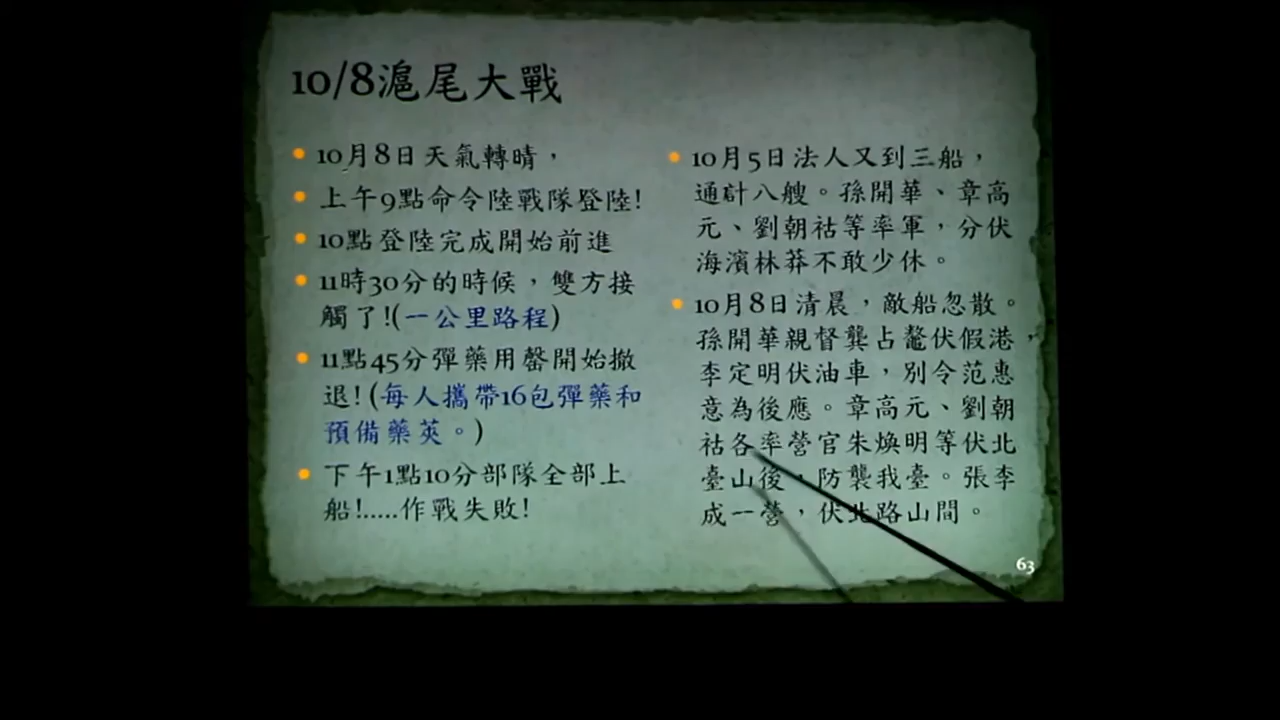 10/8滬尾大戰
10月8日天氣轉晴，
上午9點命令陸戰隊登陸!
10點登陸完成開始前進
11時30分的時候，雙方接
觸了!(一公里路程)
11點45分彈藥用罄開始撤
退!(每人攜帶16包彈藥和
預備藥莢。)
下午1點10分部隊全部上
船!.....作戰失敗!
10月5日法人又到三船，
通計八艘。孫開華、章高
元、劉朝祜等率軍，分伏
海濱林莽不敢少休。
10月8日清晨，敵船忽散。
孫開華親督龔占鼇伏假港，
李定明伏油車，別令范惠
意為後應。章高元、劉朝
祜各率營官朱煥明等伏北
臺山後，防襲我臺。張李
成一營，伏北路山間。
63